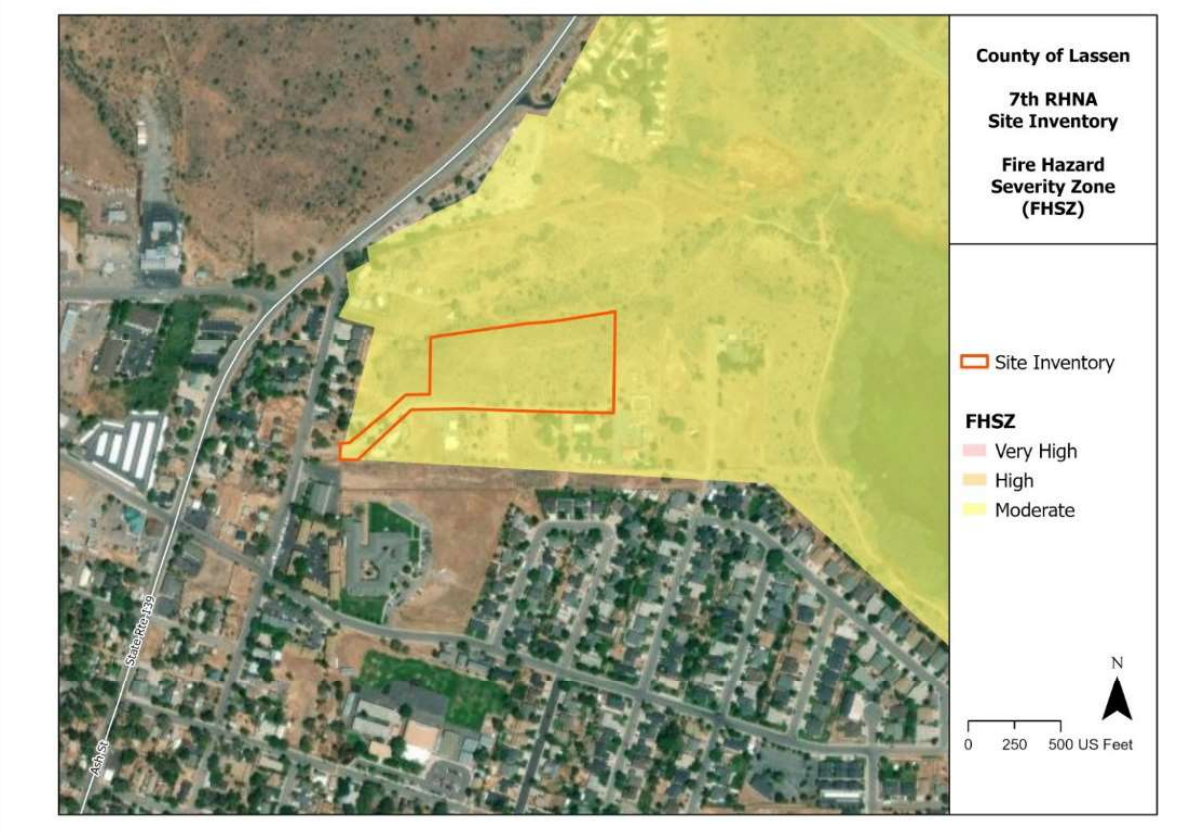 County of Lassen
7th RHNA
Site Inventory
Fire Hazard
Severity Zone
(FHSZ)
Site Inventory
FHSZ
Very High
High
Moderate
N
0 250 500 US Feet
State Rte 139
Ash St